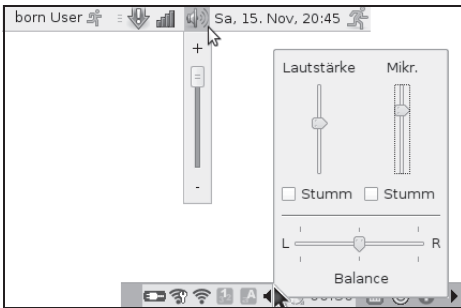 born User Sa, 15. Nov, 20:45
+
-
Lautstärke Mikr.
Stumm Stumm
L R
Balance